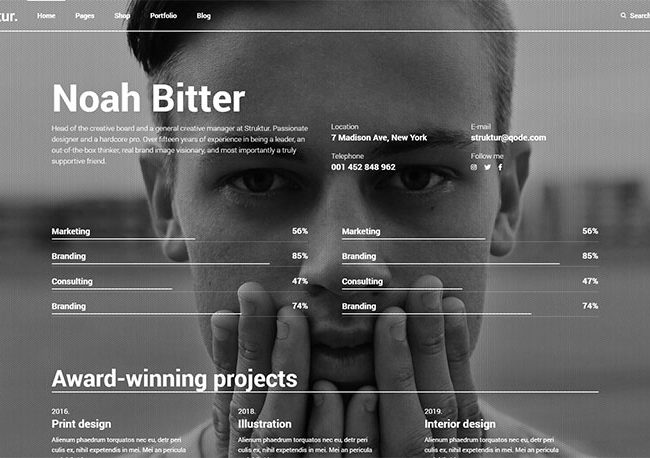 tur.
Home Pages Shop Portfolio Blog Search
Noah Bitter
Head of the creative board and a general creative manager at Struktur. Passionate
designer and a hardcore pro. Over fifteen years of experience in being a leader, an
out-of-the-box thinker, real brand image visionary, and most importantly a truly
supportive friend.
Location
7 Madison Ave, New York
Telephone
001 452 848 962
E-mail
struktur@qode.com
Follow me
Marketing 56%
Branding 85%
Consulting 47%
Branding 74%
Marketing 56%
Branding 85%
Consulting 47%
Branding 74%
Award-winning projects
2016.
Print design
Alienum phaedrum torquatos nec eu, detr peri
culis ex, nihil expetendis in mei. Mei an pericul
2018.
Illustration
Alienum phaedrum torquatos nec eu, detr peri
culis ex, nihil expetendis in mei. Mei an pericul
2019.
Interior design
Alienum phaedrum torquatos nec eu, detr peri
culis ex, nihil expetendis in mei. Mei an pericul